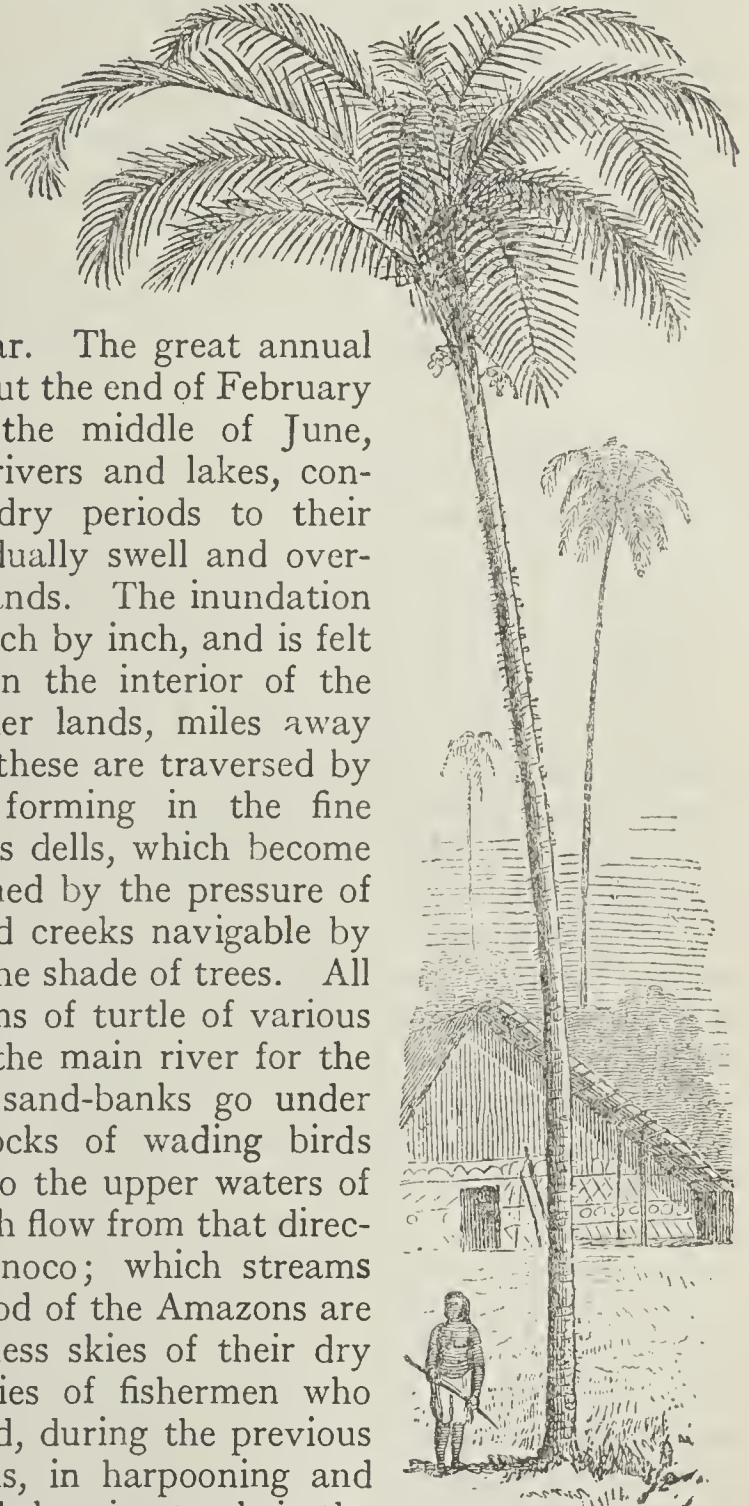 ar. The great annual
ut the end of February
the middle of June,
rivers and lakes, con-
dry periods to their
dually swell and over-
nds. The inundation
ch by inch, and is felt
n the interior of the
er lands, miles away
these are traversed by
forming in the fine
s dells, which become
ned by the pressure of
d creeks navigable by
ne shade of trees. All
ns of turtle of various
the main river for the
sand-banks go under
ocks of wading birds
o the upper waters of
h flow from that direc-
noco; which streams
od of the Amazons are
less skies of their dry
ies of fishermen who
d, during the previous
is, in harpooning and